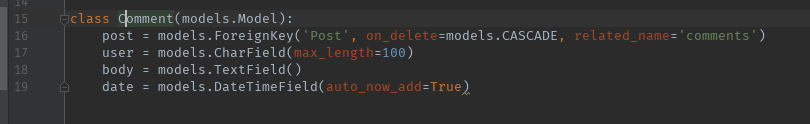 15 class Comment(models.Model):
16 post = models.ForeignKey('Post', on_delete=models.CASCADE, related_name='comments')
17 user = models.CharField(max_length=100)
18 body = models.TextField()
19 date = models.DateTimeField(auto_now_add=True)